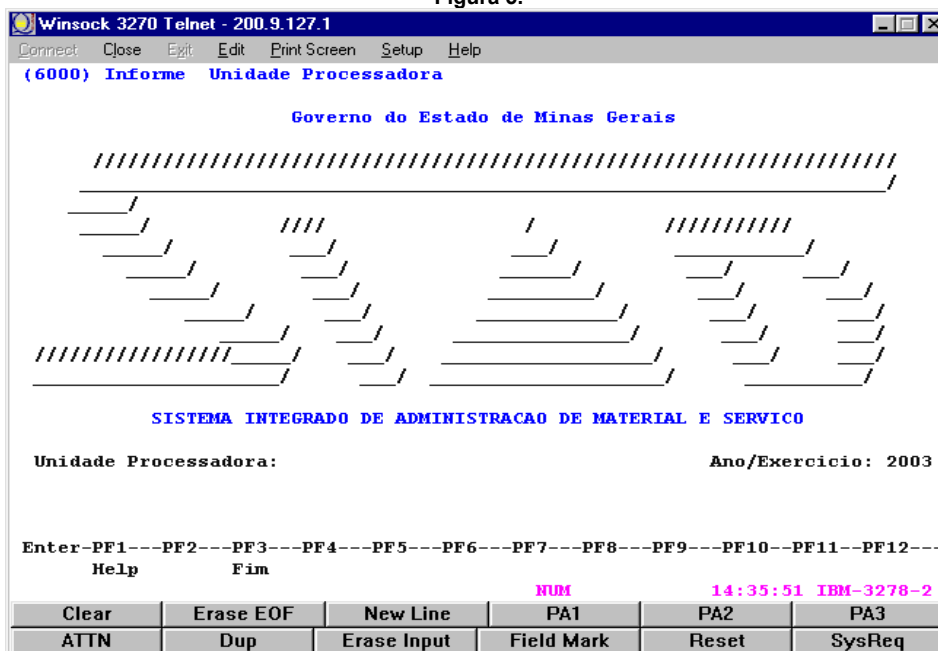 Figura 3.
Winsock 3270 Telnet - 200.9.127.1
Connect Close Exit Edit Print Screen Setup Help
(6000) Informe Unidade Processadora
Governo do Estado de Minas Gerais
SISTEMA INTEGRADO DE ADMINISTRACAO DE MATERIAL E SERVICO
Unidade Processadora: Ano/Exercicio: 2003
Enter-PF1---PF2---PF3---PF4---PF5---PF6---PF7---PF8---PF9---PF10--PF11--PF12---
Help Fim
NUM 14:35:51 IBM-3278-2
Clear Erase EOF New Line PA1 PA2 PA3
ATTN Dup Erase Input Field Mark Reset SysReq